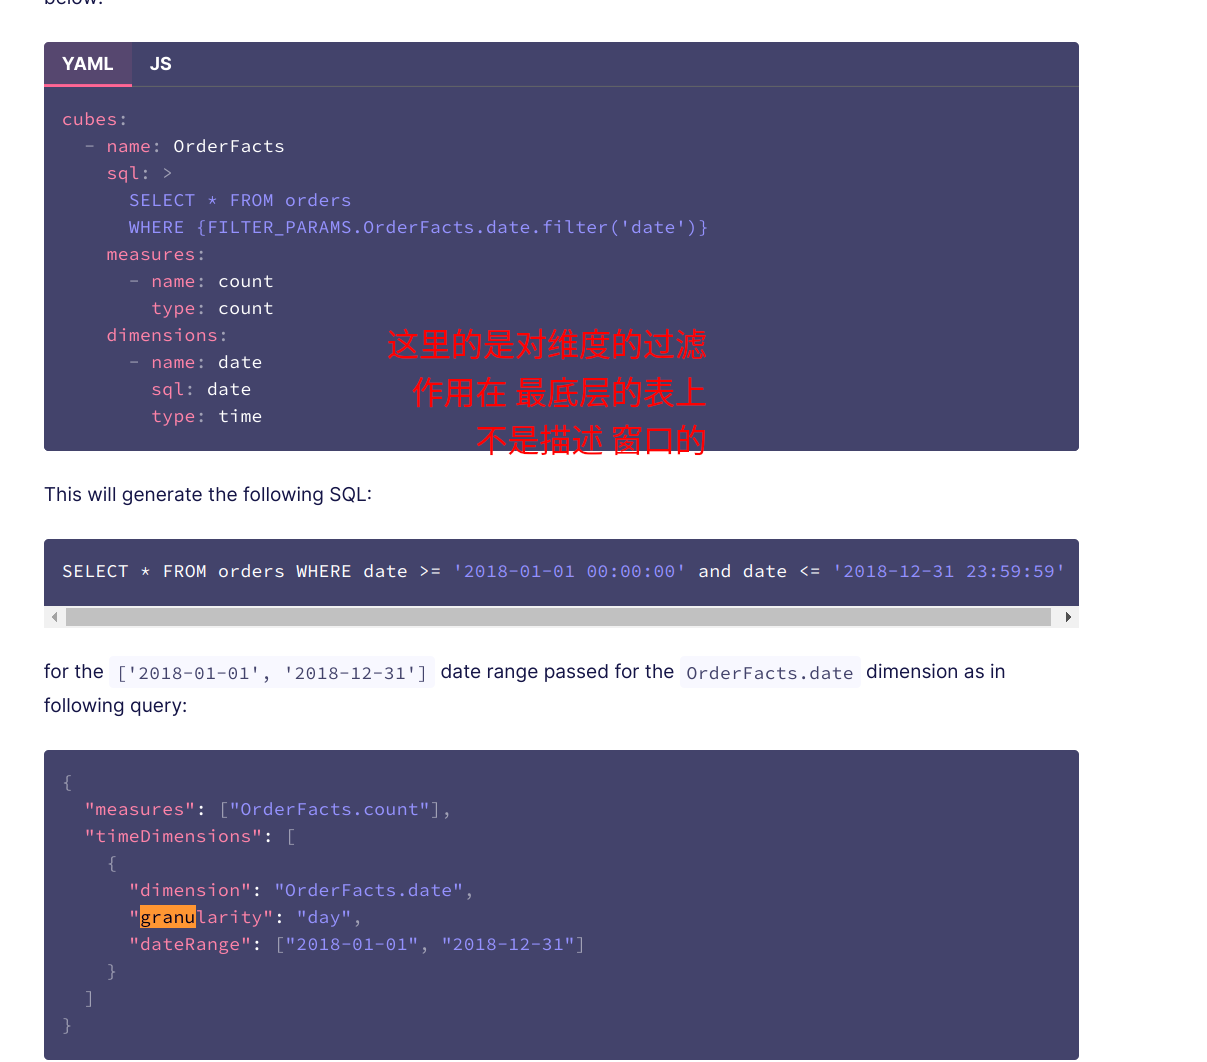 below:
YAML JS
cubes:
- name: OrderFacts
sql: >
SELECT * FROM orders
WHERE {FILTER_PARAMS.OrderFacts.date.filter('date')}
measures:
- name: count
type: count
dimensions:
- name: date
sql: date
type: time
这里的是对维度的过滤
作用在 最底层的表上
不是描述 窗口的
This will generate the following SQL:
SELECT * FROM orders WHERE date >= '2018-01-01 00:00:00' and date <= '2018-12-31 23:59:59'
for the ['2018-01-01', '2018-12-31'] date range passed for the OrderFacts.date dimension as in
following query:
{
"measures": ["OrderFacts.count"],
"timeDimensions": [
{
"dimension": "OrderFacts.date",
"granularity": "day",
"dateRange": ["2018-01-01", "2018-12-31"]
}
]
}